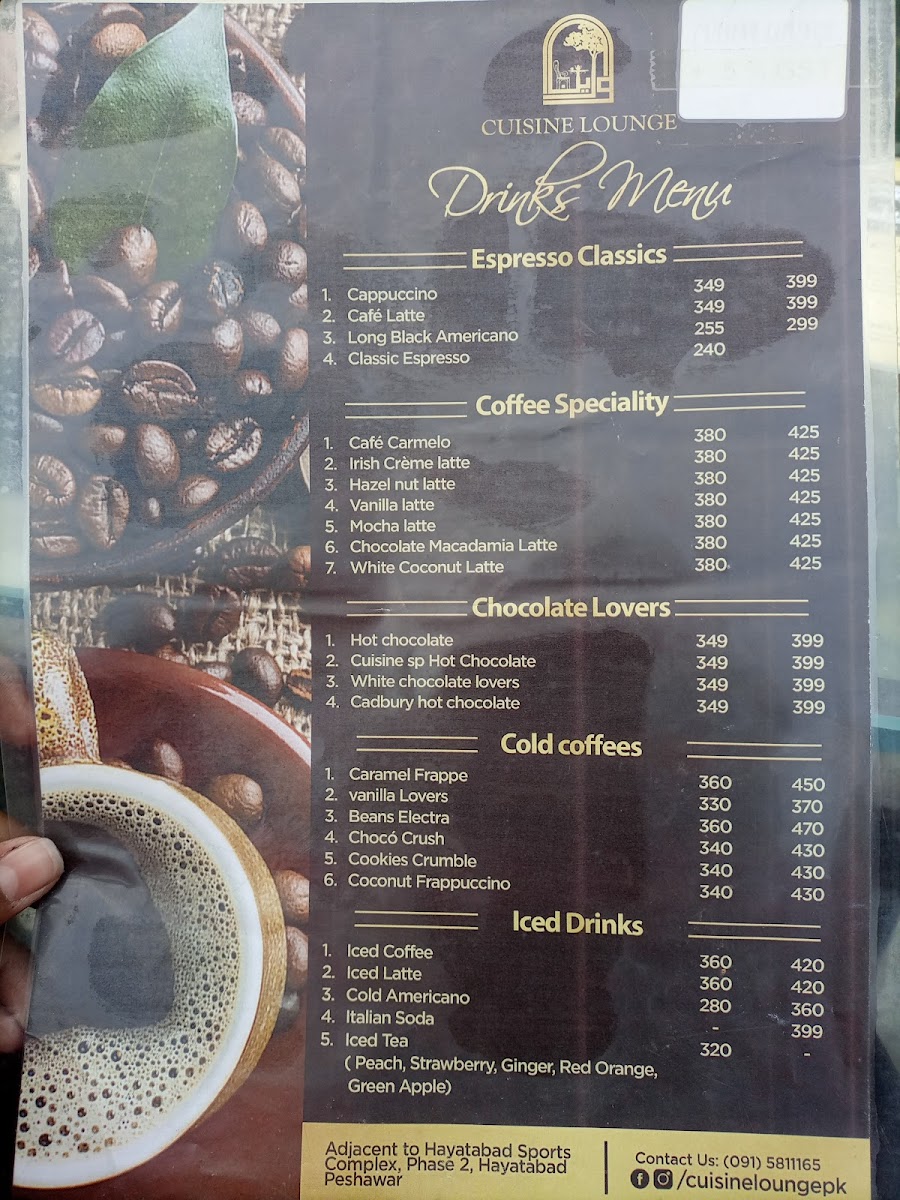 CUISINE LOUNGE
Drinks Menu
Espresso Classics
1. Cappuccino 349 399
2. Café Latte 349 399
3. Long Black Americano 255 299
4. Classic Espresso 240
Coffee Speciality
1. Café Carmelo 380 425
2. Irish Crème latte 380 425
3. Hazel nut latte 380 425
4. Vanilla latte 380 425
5. Mocha latte 380 425
6. Chocolate Macadamia Latte 380 425
7. White Coconut Latte 380 425
Chocolate Lovers
1. Hot chocolate 349 399
2. Cuisine sp Hot Chocolate 349 399
3. White chocolate lovers 349 399
4. Cadbury hot chocolate 349 399
Cold coffees
1. Caramel Frappe 360 450
2. vanilla Lovers 330 370
3. Beans Electra 360 470
4. Chocó Crush 340 430
5. Cookies Crumble 340 430
6. Coconut Frappuccino 340 430
Iced Drinks
1. Iced Coffee 360 420
2. Iced Latte 360 420
3. Cold Americano 280 360
4. Italian Soda - 399
5. Iced Tea 320 -
( Peach, Strawberry, Ginger, Red Orange,
Green Apple)
Adjacent to Hayatabad Sports
Complex, Phase 2, Hayatabad
Peshawar
Contact Us: (091) 5811165
/cuisineloungepk